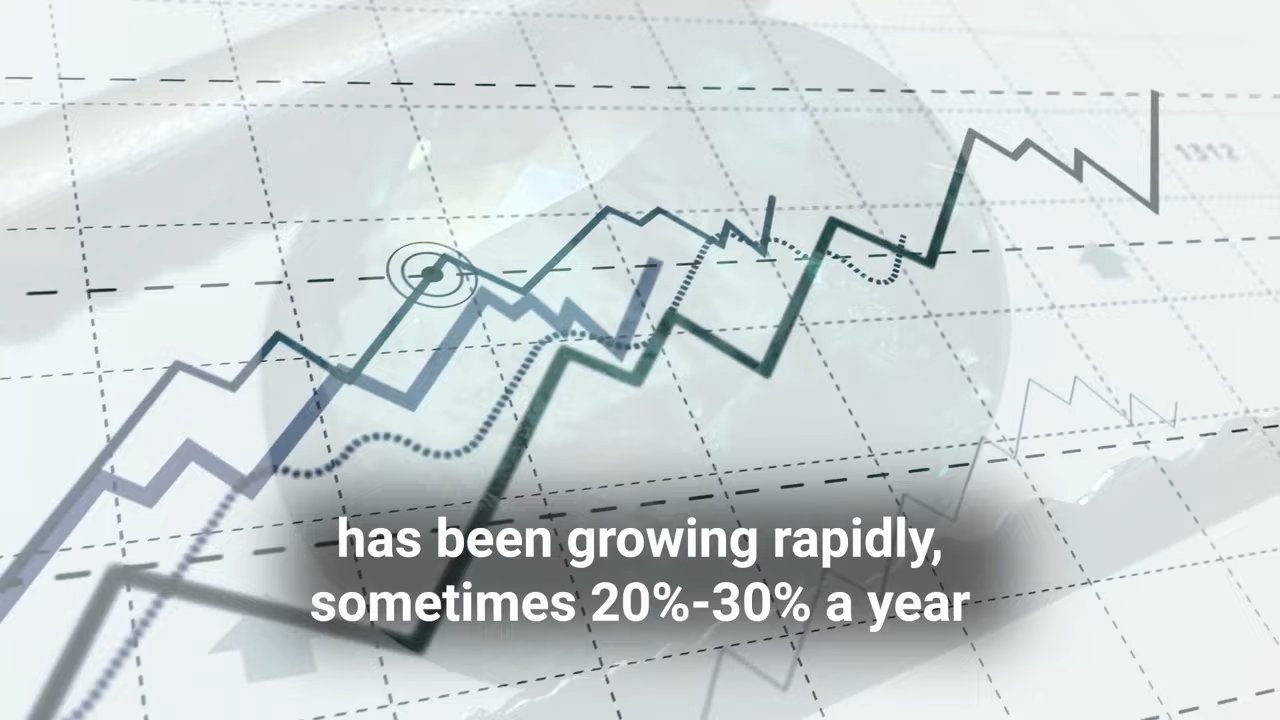 has been growing rapidly,
sometimes 20%-30% a year